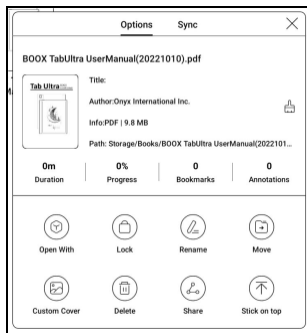 Options Sync
BOOX TabUltra UserManual(20221010).pdf
Tab Ultra
Title:
Author:Onyx International Inc.
Info:PDF | 9.8 MB
Path: Storage/Books/BOOX TabUltra UserManual(2022101...
0m 0% 0 0
Duration Progress Bookmarks Annotations
Open With Lock Rename Move
Custom Cover Delete Share Stick on top